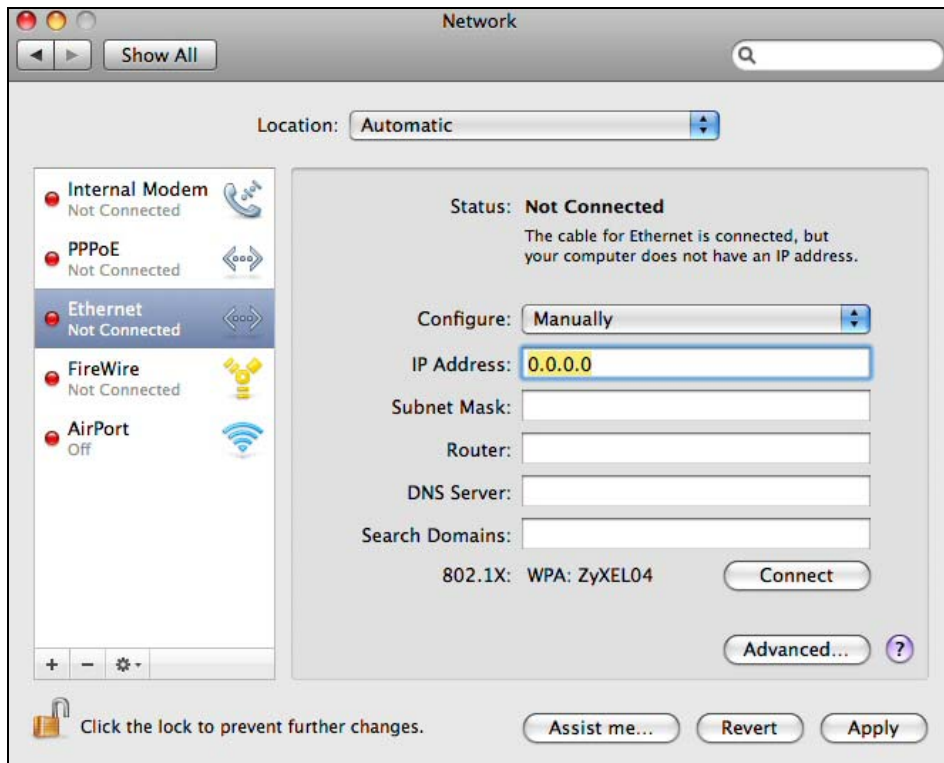 Network
Show All
Location: Automatic
Internal Modem
Not Connected
PPPoE
Not Connected
Ethernet
Not Connected
FireWire
Not Connected
AirPort
Off
Status: Not Connected
The cable for Ethernet is connected, but
your computer does not have an IP address.
Configure: Manually
IP Address: 0.0.0.0
Subnet Mask:
Router:
DNS Server:
Search Domains:
802.1X: WPA: ZyXEL04 Connect
Advanced... ?
Click the lock to prevent further changes. Assist me... Revert Apply